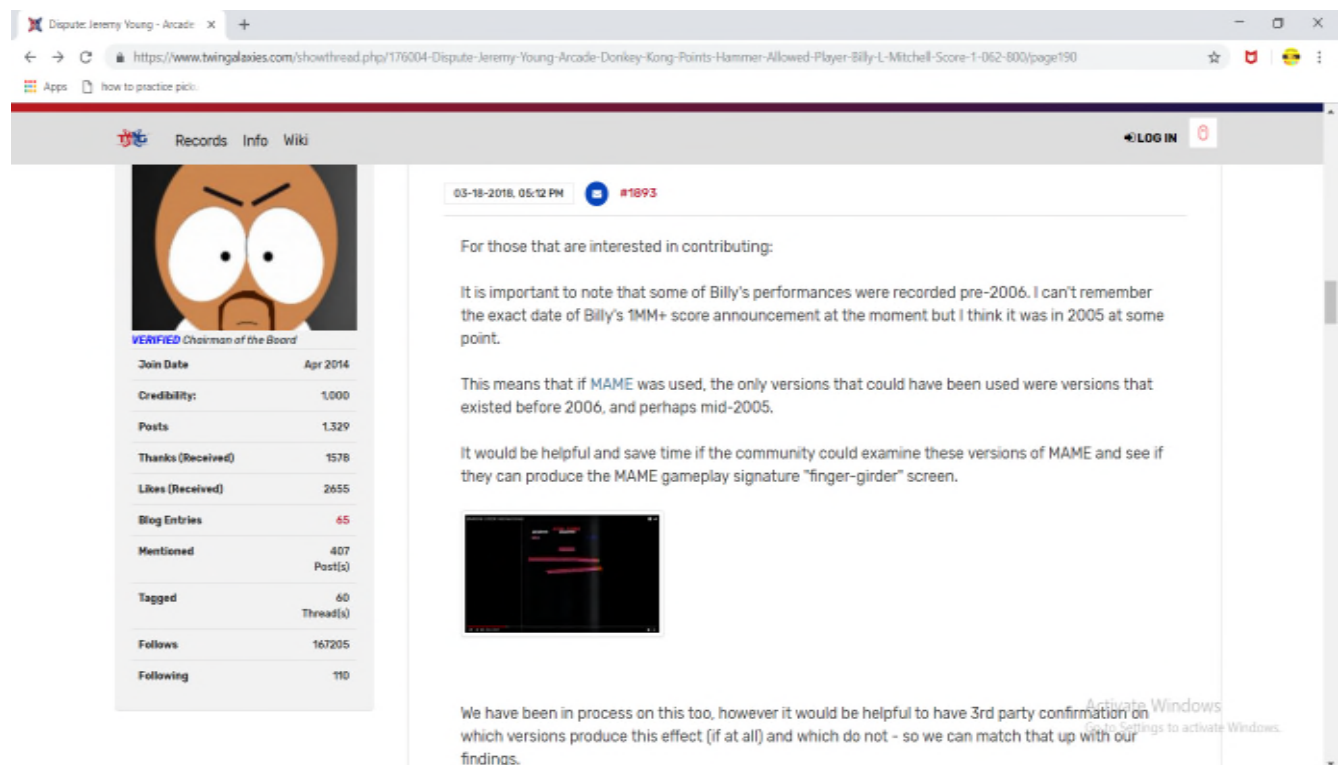 Dispute: Jeremy Young - Arcade
https://www.twingalaxies.com/showthread.php/176004-Dispute-Jeremy-Young-Arcade-Donkey-Kong-Points-Hammer-Allowed-Player-Billy-L-Mitchell-Score-1-062-800/page190
Apps how to practice pick
Records Info Wiki
LOG IN
03-18-2018, 05:12 PM #1893
VERIFIED Chairman of the Board
Join Date Apr 2014
Credibility: 1,000
Posts 1,329
Thanks (Received) 1578
Likes (Received) 2655
Blog Entries 65
Mentioned 407
Post(s)
Tagged 60
Thread(s)
Follows 167205
Following 110
For those that are interested in contributing:
It is important to note that some of Billy's performances were recorded pre-2006. I can't remember
the exact date of Billy's 1MM+ score announcement at the moment but I think it was in 2005 at some
point.
This means that if MAME was used, the only versions that could have been used were versions that
existed before 2006, and perhaps mid-2005.
It would be helpful and save time if the community could examine these versions of MAME and see if
they can produce the MAME gameplay signature "finger-girder" screen.
We have been in process on this too, however it would be helpful to have 3rd party confirmation on
which versions produce this effect (if at all) and which do not - so we can match that up with our
findings.
Activate Windows
Go to Settings to activate Windows.